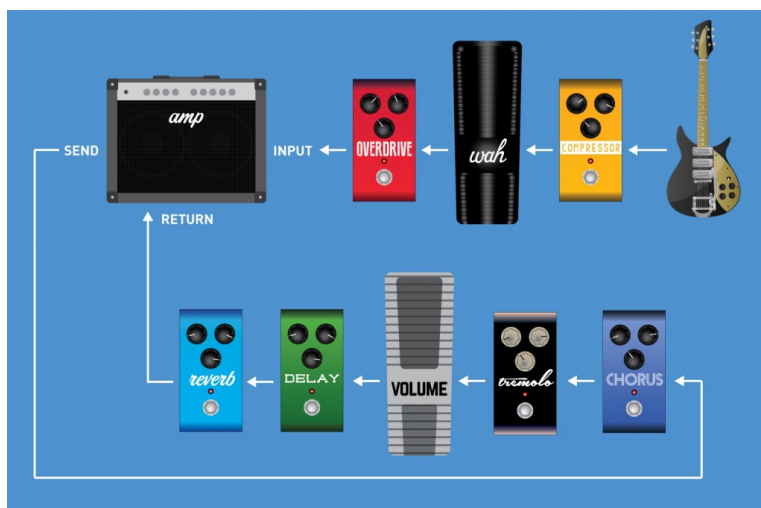 amp
OVERDRIVE
wah
COMPRESSOR
SEND
INPUT
RETURN
reverb
DELAY
VOLUME
tremolo
CHORUS